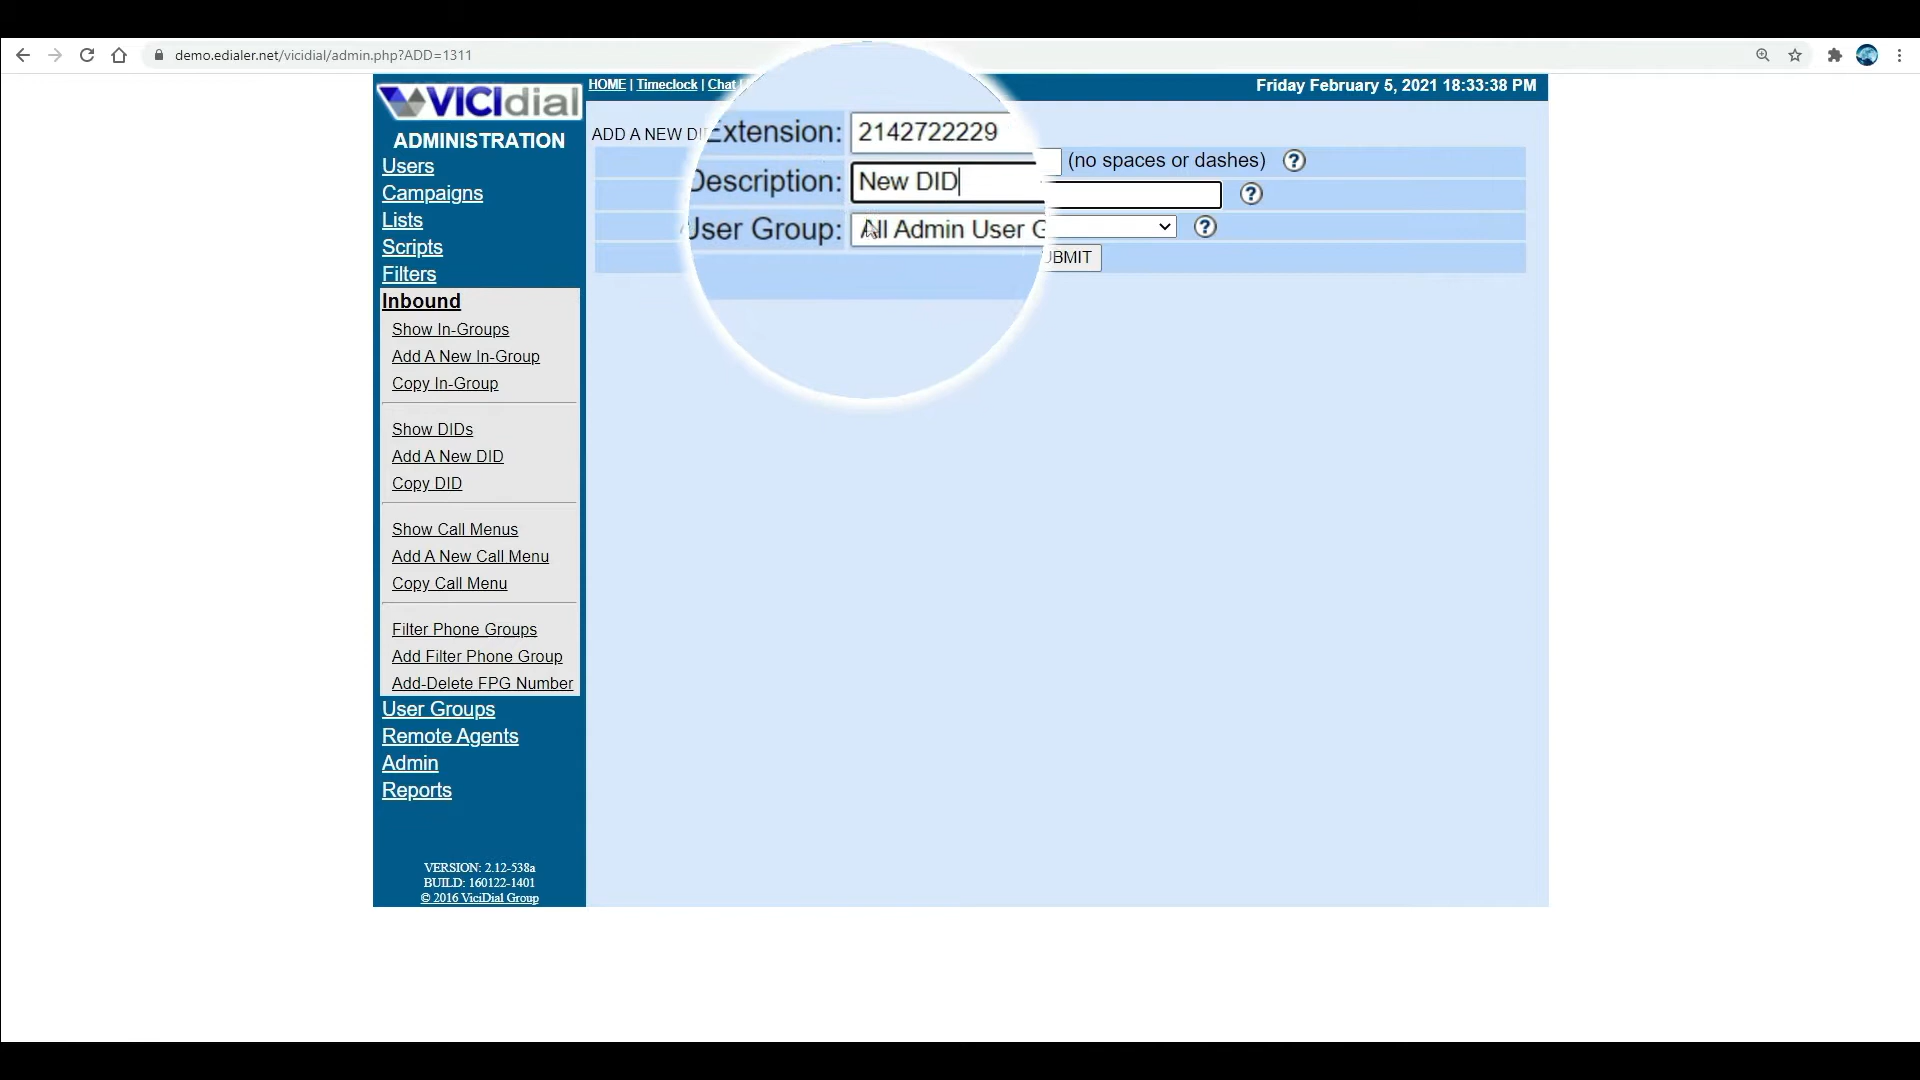 demo.edialer.net/vicidial/admin.php?ADD=1311
VICIdial
HOME | Timeclock | Chat |
Friday February 5, 2021 18:33:38 PM
ADMINISTRATION
Users
Campaigns
Lists
Scripts
Filters
Inbound
Show In-Groups
Add A New In-Group
Copy In-Group
Show DIDs
Add A New DID
Copy DID
Show Call Menus
Add A New Call Menu
Copy Call Menu
Filter Phone Groups
Add Filter Phone Group
Add-Delete FPG Number
User Groups
Remote Agents
Admin
Reports
VERSION: 2.12-538a
BUILD: 160122-1401
© 2016 ViciDial Group
ADD A NEW DI
Extension: 2142722229
(no spaces or dashes) ?
Description: New DID
?
User Group: All Admin User G
?
UBMIT